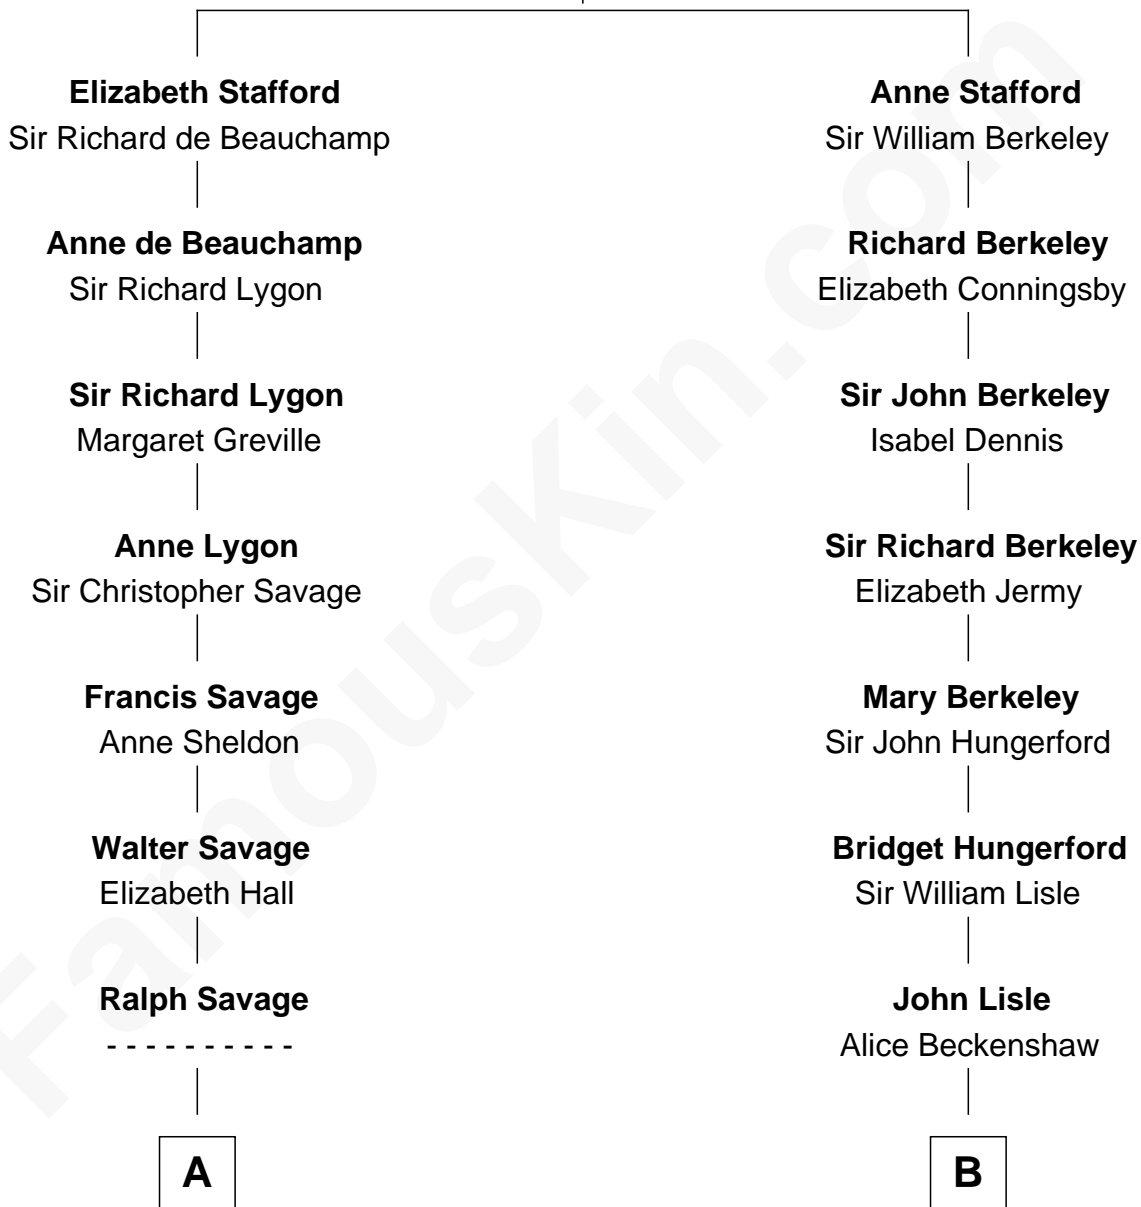 Elizabeth Stafford
Sir Richard de Beauchamp
Anne de Beauchamp
Sir Richard Lygon
Sir Richard Lygon
Margaret Greville
Anne Lygon
Sir Christopher Savage
Francis Savage
Anne Sheldon
Walter Savage
Elizabeth Hall
Ralph Savage
- - - - - - - - - -
A
Anne Stafford
Sir William Berkeley
Richard Berkeley
Elizabeth Conningsby
Sir John Berkeley
Isabel Dennis
Sir Richard Berkeley
Elizabeth Jermy
Mary Berkeley
Sir John Hungerford
Bridget Hungerford
Sir William Lisle
John Lisle
Alice Beckenshaw
B
FamousKin.com